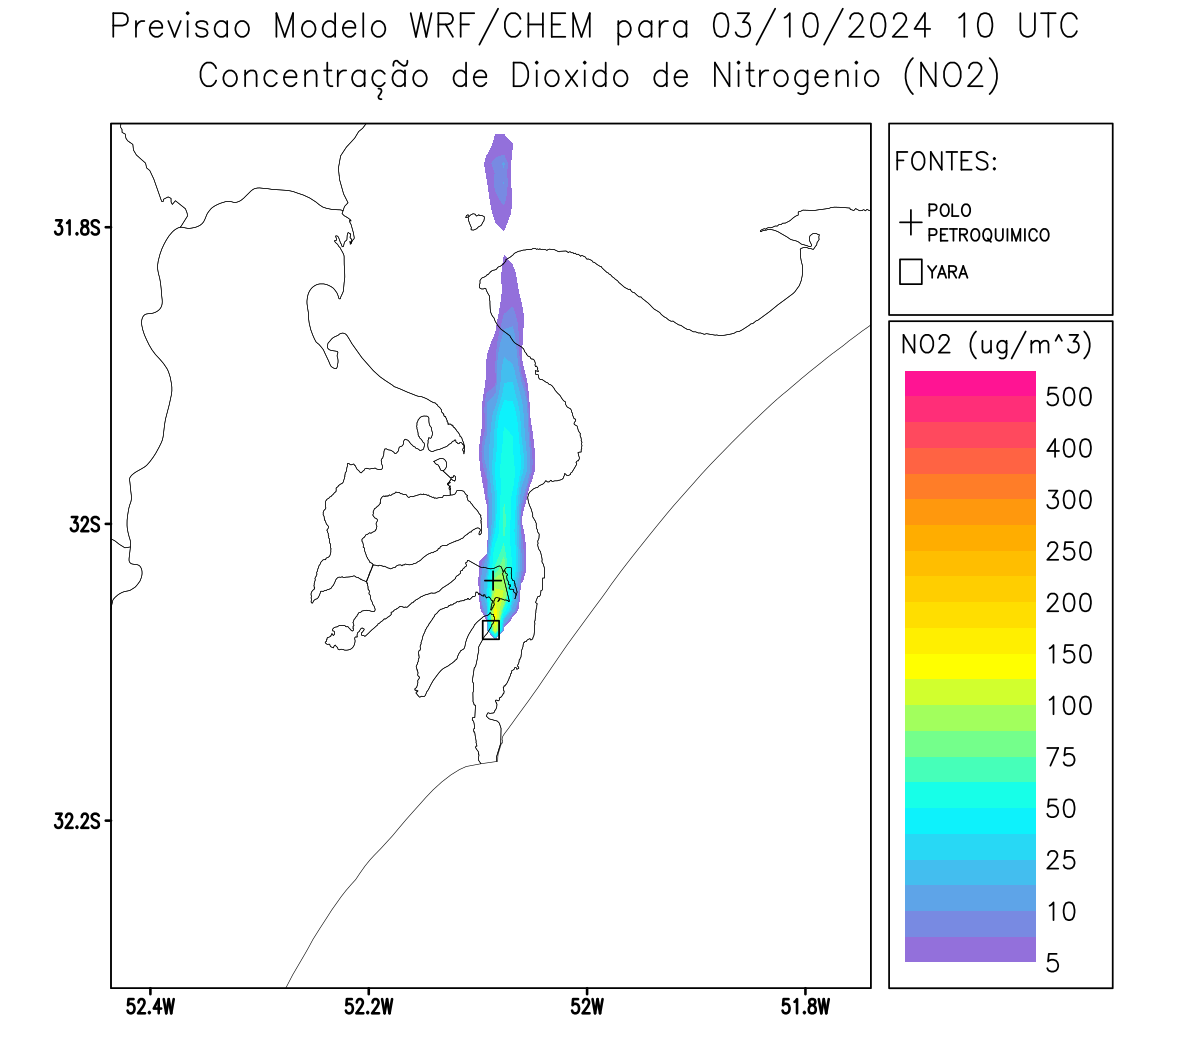 Previsao Modelo WRF/CHEM para 03/10/2024 10 UTC
Concentração de Dioxido de Nitrogenio (NO2)
FONTES:
POLO
PETROQUIMICO
YARA
NO2 (ug/m^3)
500
400
300
250
200
150
100
75
50
25
10
5
31.8S
32S
32.2S
52.4W
52.2W
52W
51.8W